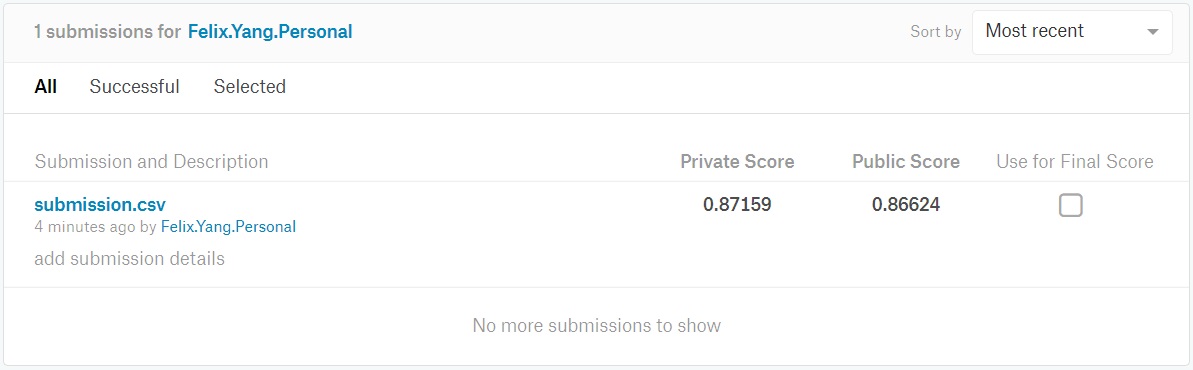 1 submissions for Felix.Yang.Personal Sort by Most recent
All Successful Selected
Submission and Description Private Score Public Score Use for Final Score
submission.csv 0.87159 0.86624
4 minutes ago by Felix.Yang.Personal
add submission details
No more submissions to show